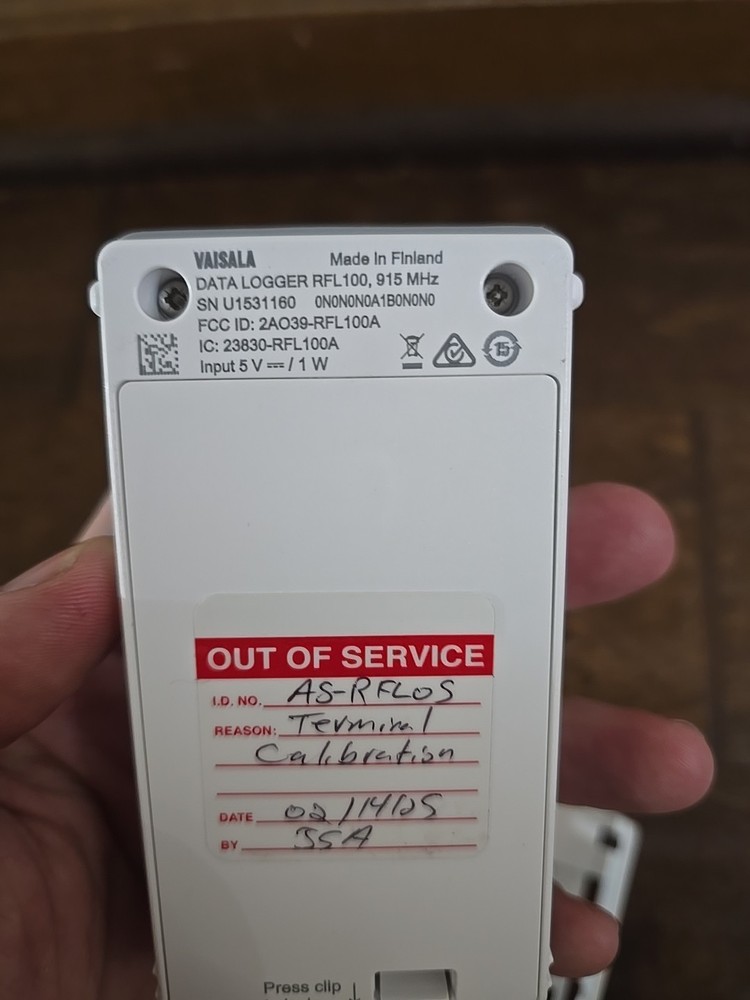 VAISALA Made In Finland
DATA LOGGER RFL100, 915 MHz
SN U1531160 0N0N0N0A1B0N0N0
FCC ID: 2AO39-RFL100A
IC: 23830-RFL100A
Input 5 V ⎓ / 1 W
15
OUT OF SERVICE
I.D. NO. AS-RFL05
REASON: Terminal
Calibration
DATE 02/14/25
BY JSA
Press clip